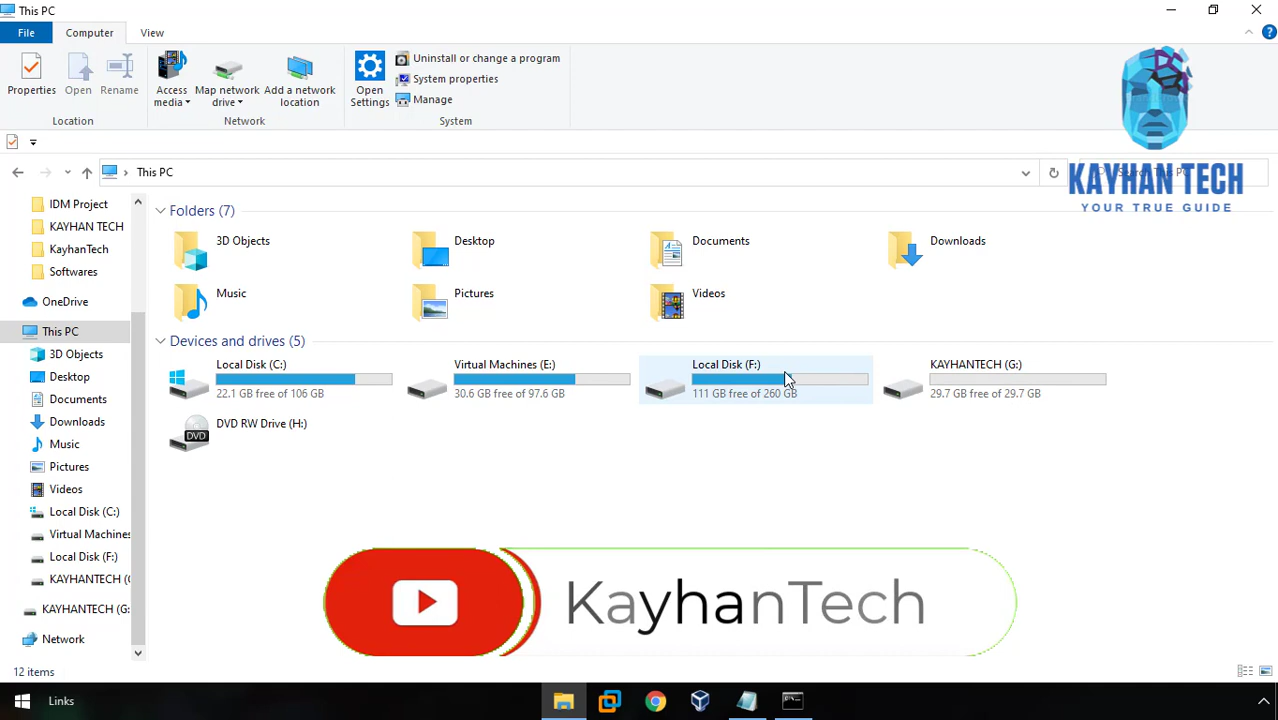 This PC
File
Computer
View
Properties
Open
Rename
Access media
Map network drive
Add a network location
Open Settings
Uninstall or change a program
System properties
Manage
Location
Network
System
This PC
Search This PC
KAYHAN TECH
YOUR TRUE GUIDE
IDM Project
KAYHAN TECH
KayhanTech
Softwares
OneDrive
This PC
3D Objects
Desktop
Documents
Downloads
Music
Pictures
Videos
Local Disk (C:)
Virtual Machines
Local Disk (F:)
KAYHANTECH (
KAYHANTECH (G:
Network
Folders (7)
3D Objects
Desktop
Documents
Downloads
Music
Pictures
Videos
Devices and drives (5)
Local Disk (C:)
22.1 GB free of 106 GB
Virtual Machines (E:)
30.6 GB free of 97.6 GB
Local Disk (F:)
111 GB free of 260 GB
KAYHANTECH (G:)
29.7 GB free of 29.7 GB
DVD
DVD RW Drive (H:)
KayhanTech
12 items
Links